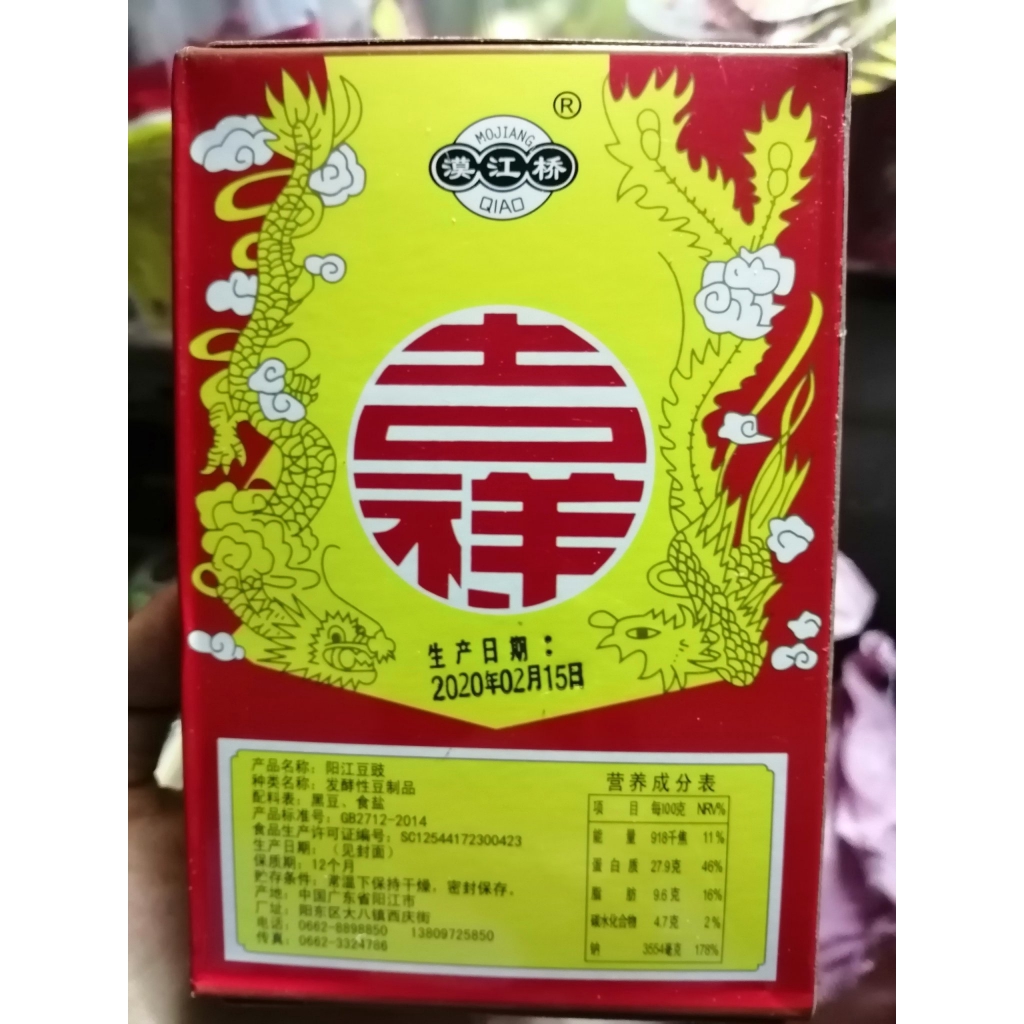 ®
MOJIANG
漠江桥
QIAO
吉
祥
生产日期：
2020年02月15日
产品名称：阳江豆豉
种类名称：发酵性豆制品
配料表：黑豆、食盐
产品标准号：GB2712-2014
食品生产许可证编号：SC12544172300423
生产日期：（见封面）
保质期：12个月
贮存条件：常温下保持干燥，密封保存。
产地：中国广东省阳江市
厂址：阳东区大八镇西庆街
电话：0662-8898850 13809725850
传真：0662-3324786
营养成分表
项 目 每100克 NRV%
能 量 918千焦 11%
蛋白质 27.9克 46%
脂 肪 9.6克 16%
碳水化合物 4.7克 2%
钠 3554毫克 178%